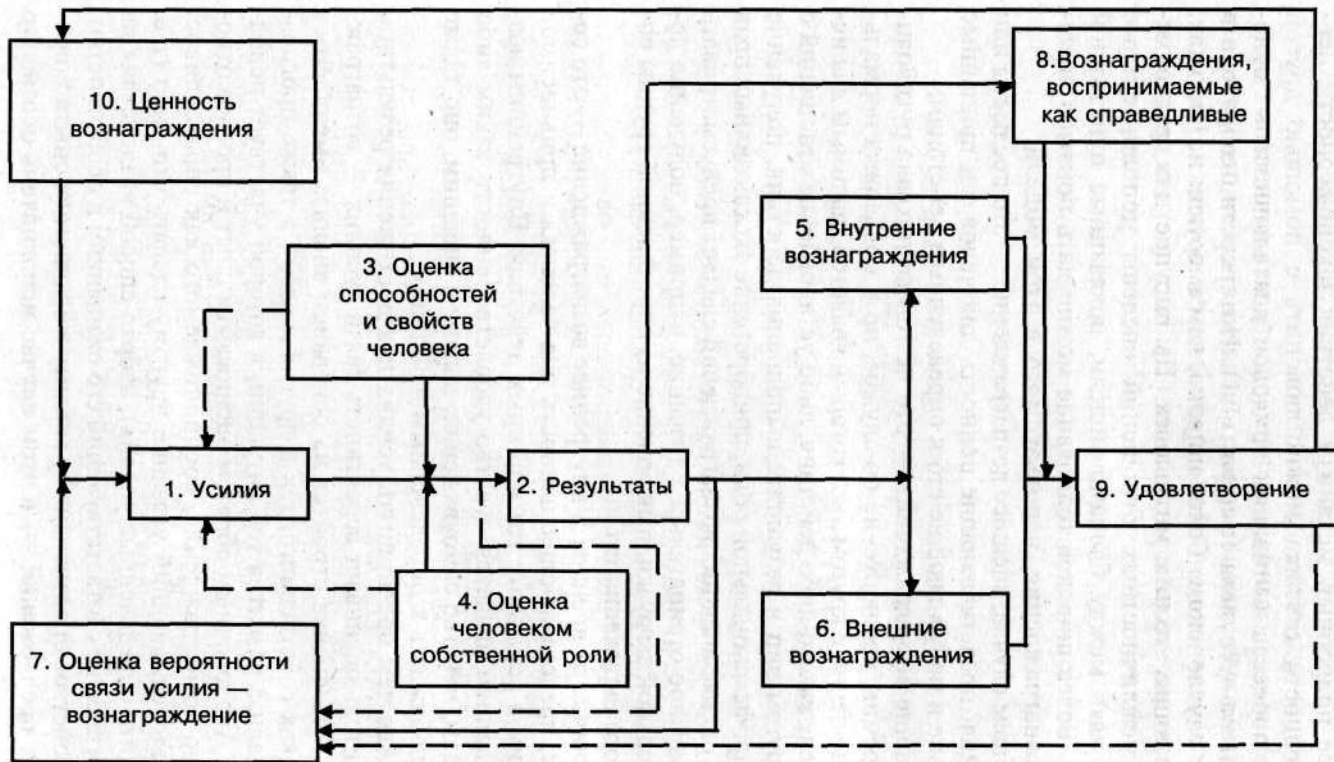 10. Ценность
вознаграждения
8.Вознаграждения,
воспринимаемые
как справедливые
3. Оценка
способностей
и свойств
человека
5. Внутренние
вознаграждения
1. Усилия
2. Результаты
9. Удовлетворение
4. Оценка
человеком
собственной роли
6. Внешние
вознаграждения
7. Оценка вероятности
связи усилия —
вознаграждение